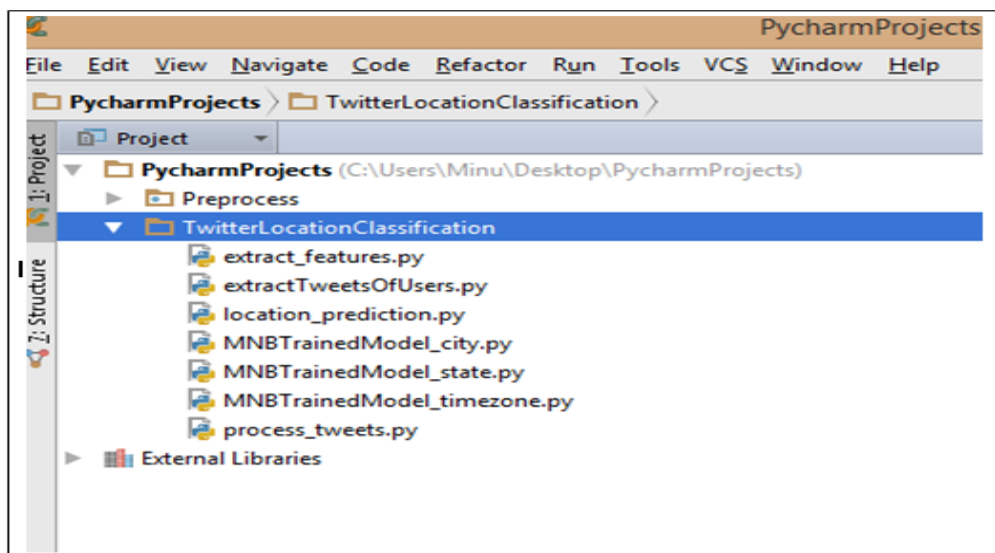 PycharmProjects
File Edit View Navigate Code Refactor Run Tools VCS Window Help
PycharmProjects TwitterLocationClassification
1: Project
7: Structure
Project
PycharmProjects (C:\Users\Minu\Desktop\PycharmProjects)
Preprocess
TwitterLocationClassification
extract_features.py
extractTweetsOfUsers.py
location_prediction.py
MNBTrainedModel_city.py
MNBTrainedModel_state.py
MNBTrainedModel_timezone.py
process_tweets.py
External Libraries
I